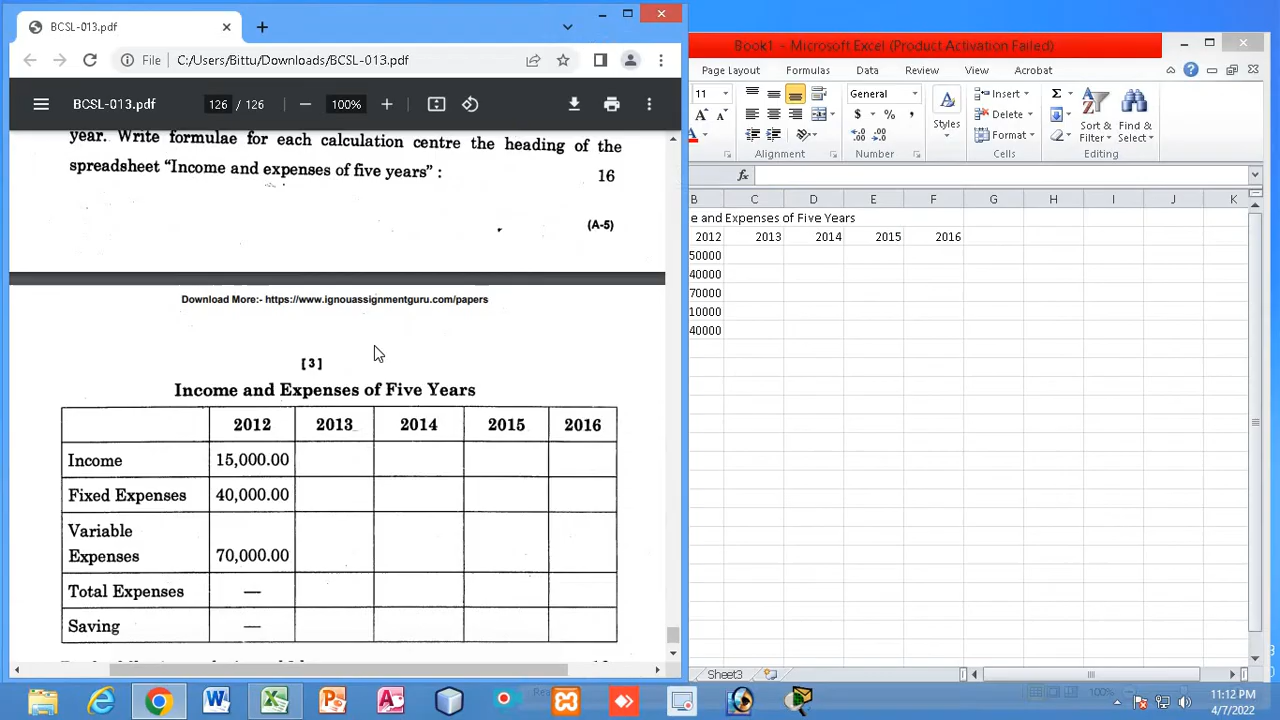 BCSL-013.pdf
File C:/Users/Bittu/Downloads/BCSL-013.pdf
BCSL-013.pdf 126 / 126 100%
year. Write formulae for each calculation centre the heading of the
spreadsheet "Income and expenses of five years" : 16
(A-5)
Download More:- https://www.ignouassignmentguru.com/papers
[3]
Income and Expenses of Five Years
2012 2013 2014 2015 2016
Income 15,000.00
Fixed Expenses 40,000.00
Variable
Expenses 70,000.00
Total Expenses —
Saving —
Book1 - Microsoft Excel (Product Activation Failed)
Page Layout Formulas Data Review View Acrobat
11 General Insert
Styles Delete Sort & Find &
Format Filter Select
Alignment Number Cells Editing
fx
B C D E F G H I J K
e and Expenses of Five Years
2012 2013 2014 2015 2016
50000
40000
70000
10000
40000
Sheet3
100%
11:12 PM
4/7/2022